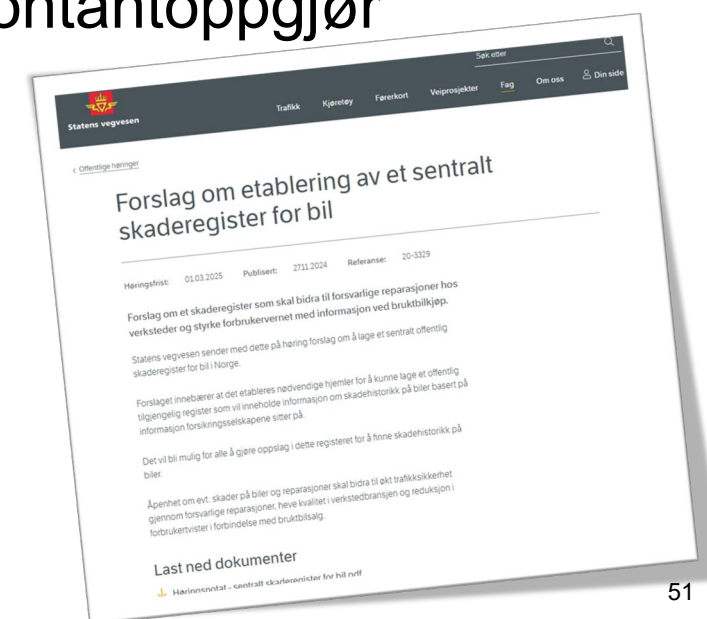 ontantoppgjør
Søk etter
Statens vegvesen
Trafikk Kjøretøy Førerkort Veiprosjekter Fag Om oss Din side
< Offentlige høringer
Forslag om etablering av et sentralt
skaderegister for bil
Høringsfrist: 01.03.2025 Publisert: 27.11.2024 Referanse: 20-3329
Forslag om et skaderegister som skal bidra til forsvarlige reparasjoner hos
verksteder og styrke forbrukervernet med informasjon ved bruktbilkjøp.
Statens vegvesen sender med dette på høring forslag om å lage et sentralt offentlig
skaderegister for bil i Norge.
Forslaget innebærer at det etableres nødvendige hjemler for å kunne lage et offentlig
tilgjengelig register som vil inneholde informasjon om skadehistorikk på biler basert på
informasjon forsikringsselskapene sitter på.
Det vil bli mulig for alle å gjøre oppslag i dette registeret for å finne skadehistorikk på
biler.
Åpenhet om evt. skader på biler og reparasjoner skal bidra til økt trafikksikkerhet
gjennom forsvarlige reparasjoner, heve kvalitet i verkstedbransjen og reduksjon i
forbrukertvister i forbindelse med bruktbilsalg.
Last ned dokumenter
Høringsnotat - sentralt skaderegister for bil.pdf
51